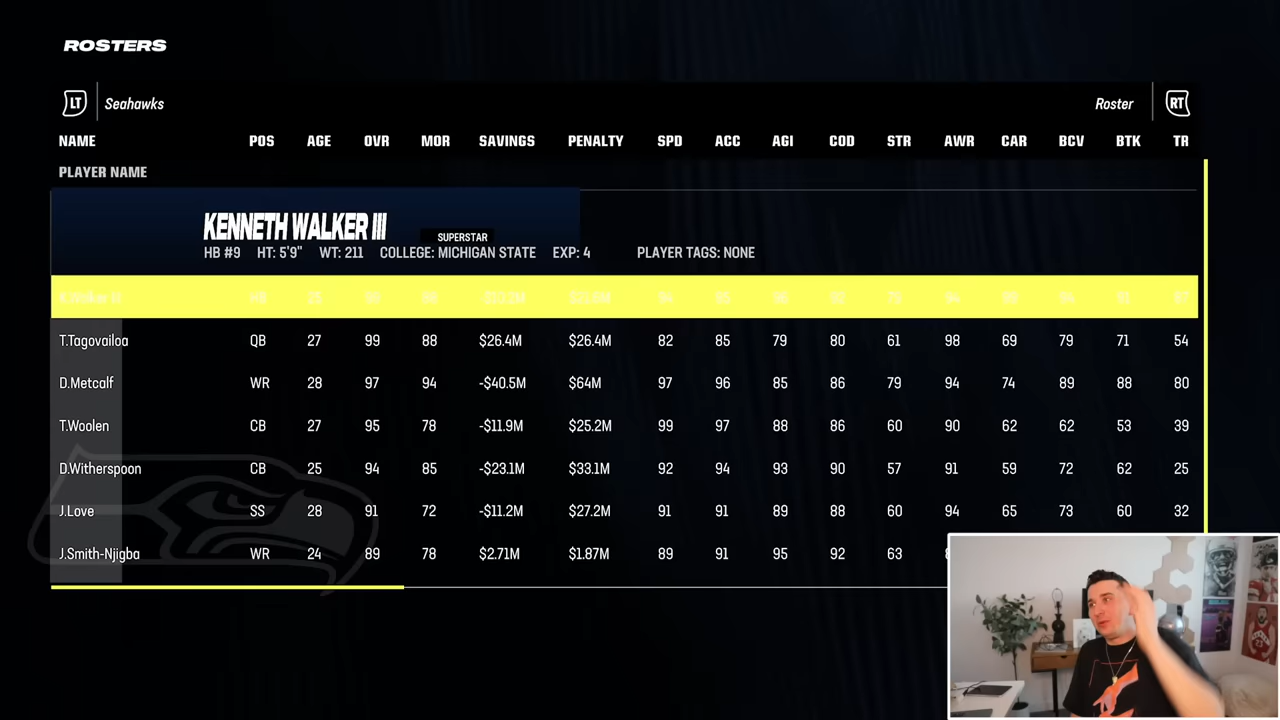 ROSTERS
LT Seahawks Roster RT
NAME POS AGE OVR MOR SAVINGS PENALTY SPD ACC AGI COD STR AWR CAR BCV BTK TR
PLAYER NAME
KENNETH WALKER III
SUPERSTAR
HB #9 HT: 5'9" WT: 211 COLLEGE: MICHIGAN STATE EXP: 4 PLAYER TAGS: NONE
T.Tagovailoa QB 27 99 88 $26.4M $26.4M 82 85 79 80 61 98 69 79 71 54
D.Metcalf WR 28 97 94 -$40.5M $64M 97 96 85 86 79 94 74 89 88 80
T.Woolen CB 27 95 78 -$11.9M $25.2M 99 97 88 86 60 90 62 62 53 39
D.Witherspoon CB 25 94 85 -$23.1M $33.1M 92 94 93 90 57 91 59 72 62 25
J.Love SS 28 91 72 -$11.2M $27.2M 91 91 89 88 60 94 65 73 60 32
J.Smith-Njigba WR 24 89 78 $2.71M $1.87M 89 91 95 92 63